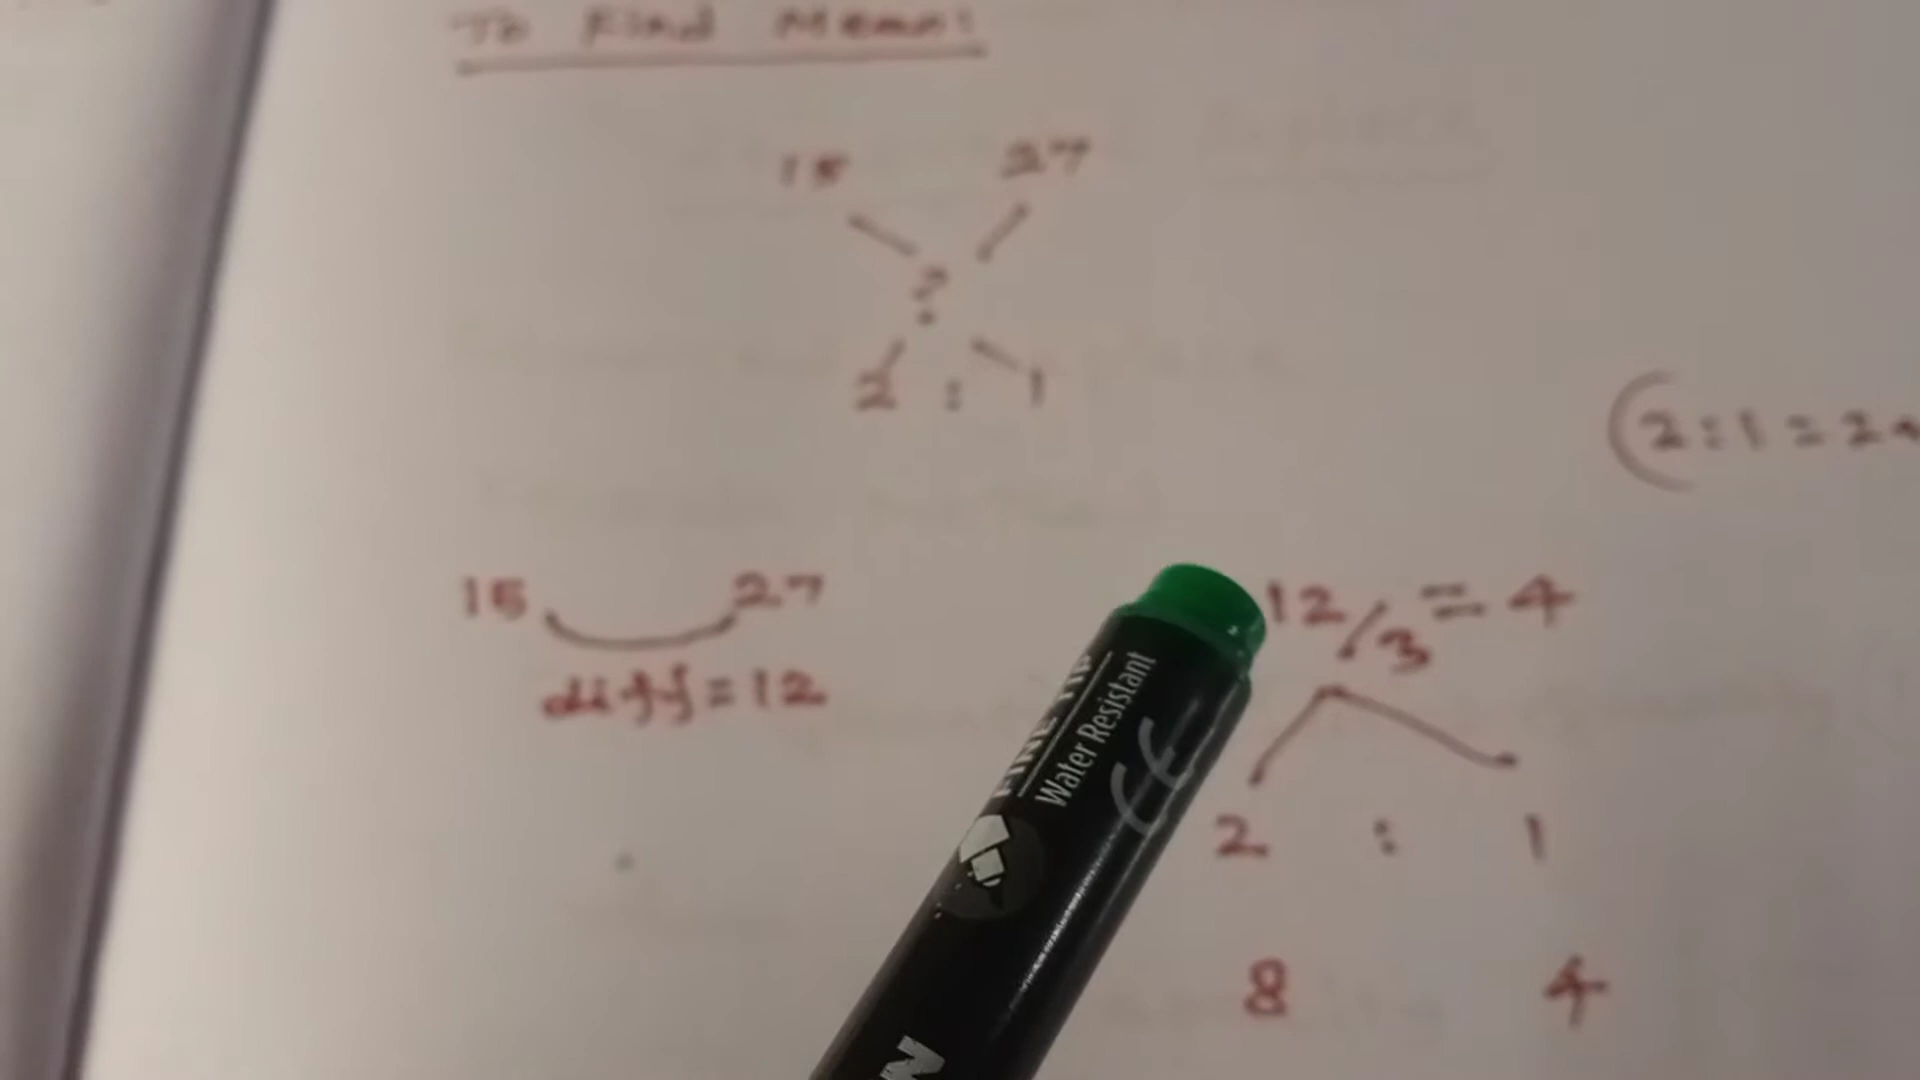 To Find Mean:
15 27
?
2 : 1
(2:1=2
15 27
12/3 = 4
diff=12
FINE TIP
Water Resistant
CE
2 : 1
8 4
N